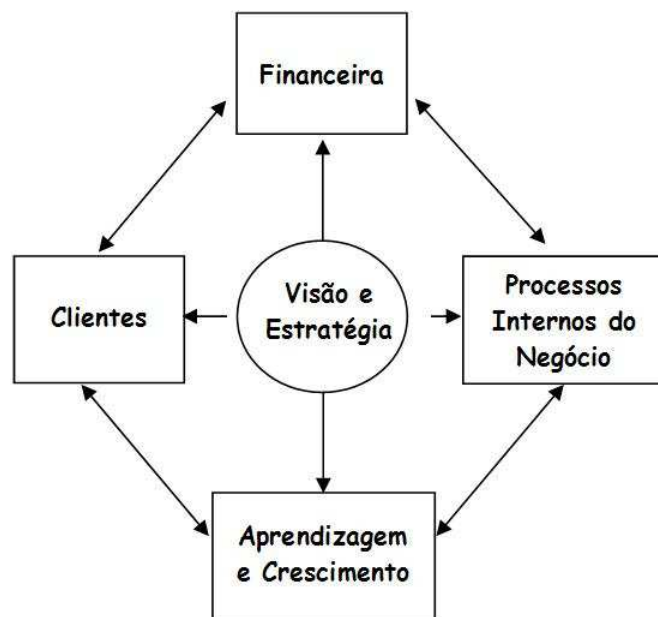 Financeira
Clientes
Visão e
Estratégia
Processos
Internos do
Negócio
Aprendizagem
e Crescimento